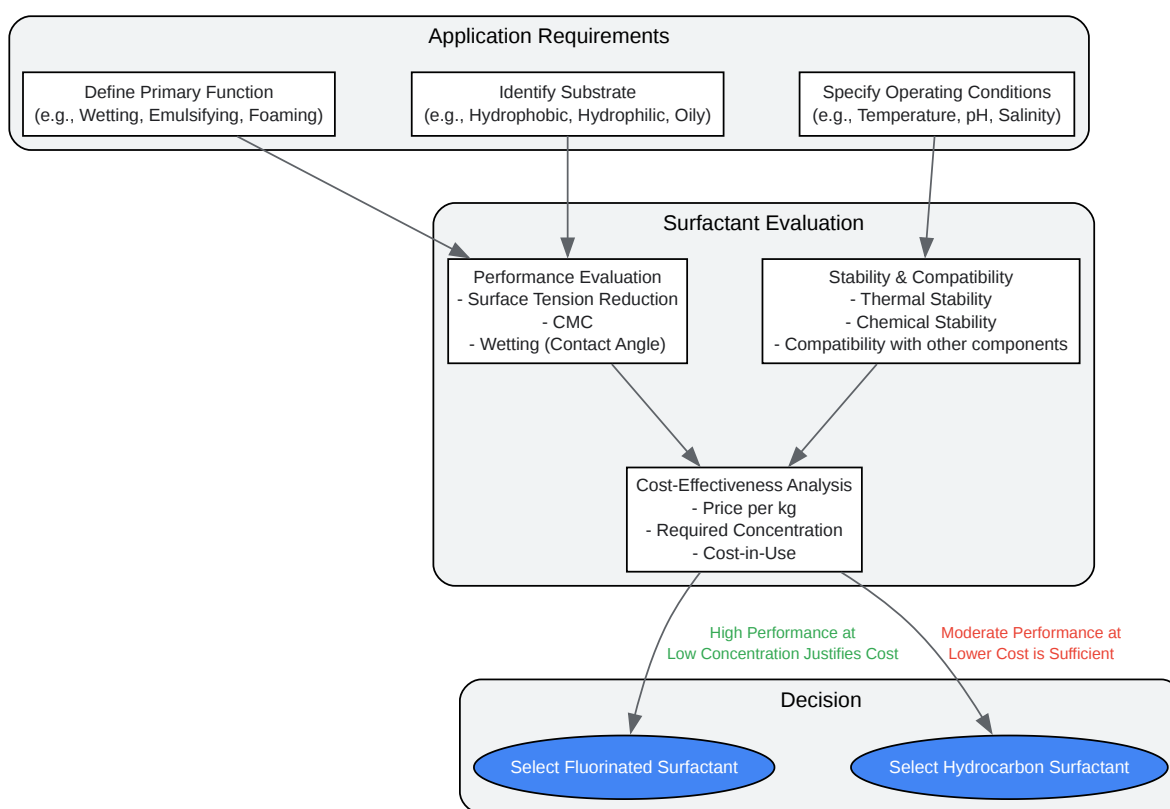 Application Requirements
Define Primary Function
(e.g., Wetting, Emulsifying, Foaming)
Identify Substrate
(e.g., Hydrophobic, Hydrophilic, Oily)
Specify Operating Conditions
(e.g., Temperature, pH, Salinity)
Surfactant Evaluation
Performance Evaluation
- Surface Tension Reduction
- CMC
- Wetting (Contact Angle)
Stability & Compatibility
- Thermal Stability
- Chemical Stability
- Compatibility with other components
Cost-Effectiveness Analysis
- Price per kg
- Required Concentration
- Cost-in-Use
High Performance at
Low Concentration Justifies Cost
Moderate Performance at
Lower Cost is Sufficient
Decision
Select Fluorinated Surfactant
Select Hydrocarbon Surfactant